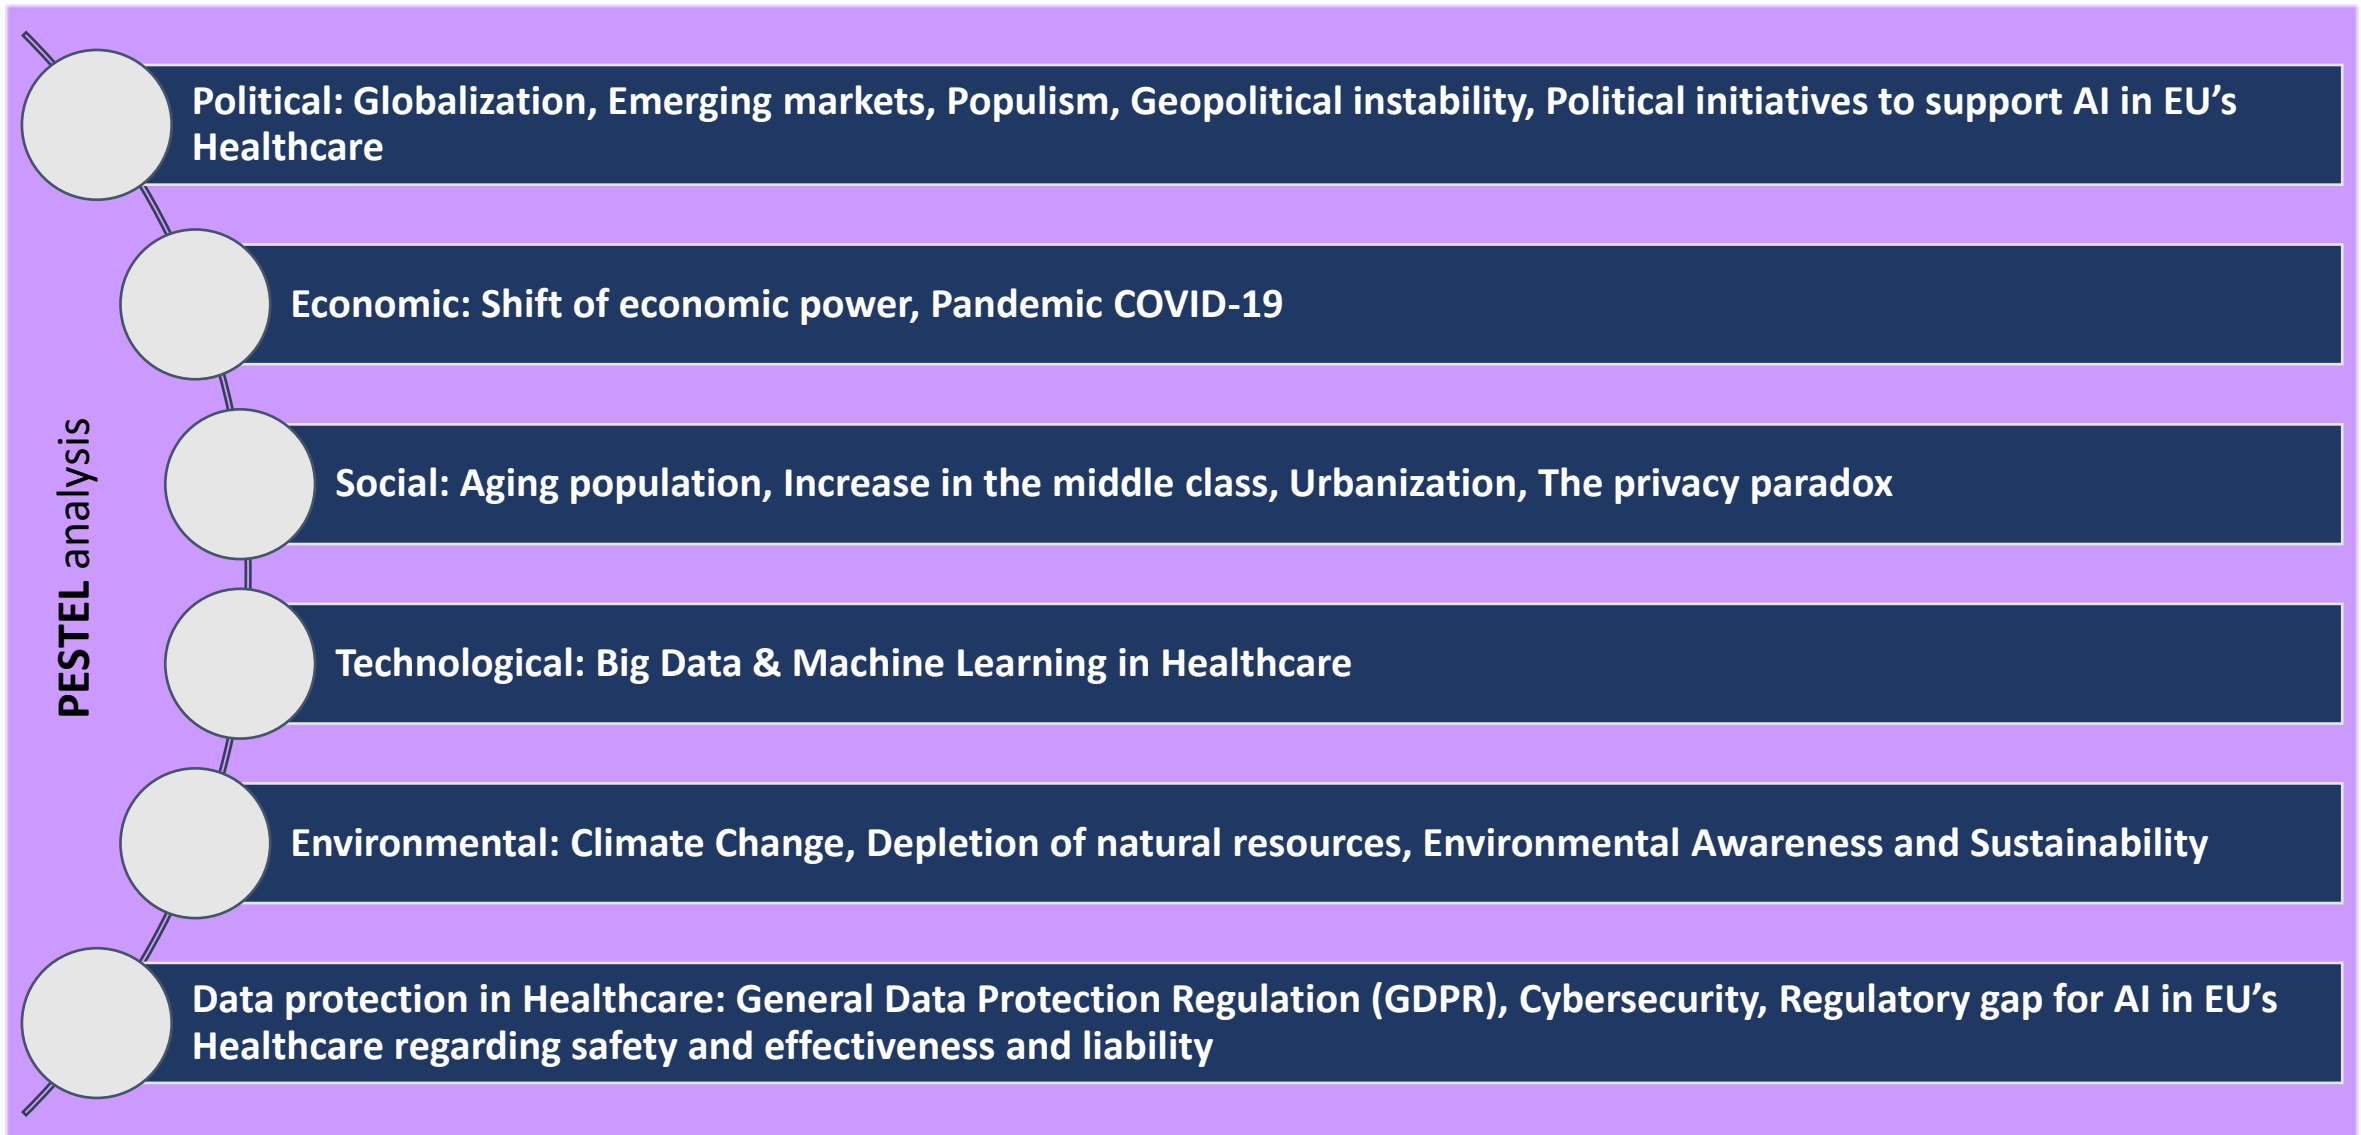 PESTEL analysis
Political: Globalization, Emerging markets, Populism, Geopolitical instability, Political initiatives to support AI in EU’s
Healthcare
Economic: Shift of economic power, Pandemic COVID-19
Social: Aging population, Increase in the middle class, Urbanization, The privacy paradox
Technological: Big Data & Machine Learning in Healthcare
Environmental: Climate Change, Depletion of natural resources, Environmental Awareness and Sustainability
Data protection in Healthcare: General Data Protection Regulation (GDPR), Cybersecurity, Regulatory gap for AI in EU’s
Healthcare regarding safety and effectiveness and liability